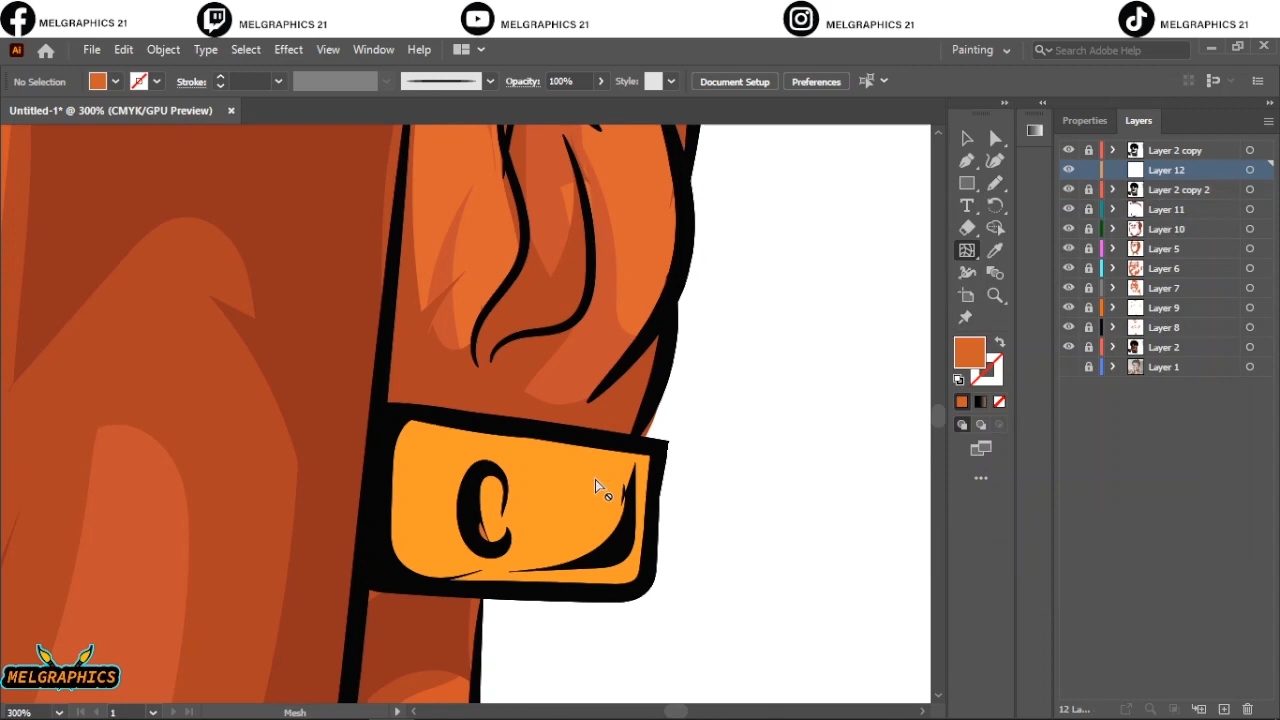 MELGRAPHICS 21 MELGRAPHICS 21 MELGRAPHICS 21 MELGRAPHICS 21 MELGRAPHICS 21
Ai File Edit Object Type Select Effect View Window Help Painting Search Adobe Help
No Selection Stroke: Opacity: 100% Style: Document Setup Preferences
Untitled-1* @ 300% (CMYK/GPU Preview) Properties Layers
Layer 2 copy
Layer 12
Layer 2 copy 2
Layer 11
Layer 10
Layer 5
Layer 6
Layer 7
Layer 9
Layer 8
Layer 2
Layer 1
C
MELGRAPHICS
300% 1 Mesh 12 La...